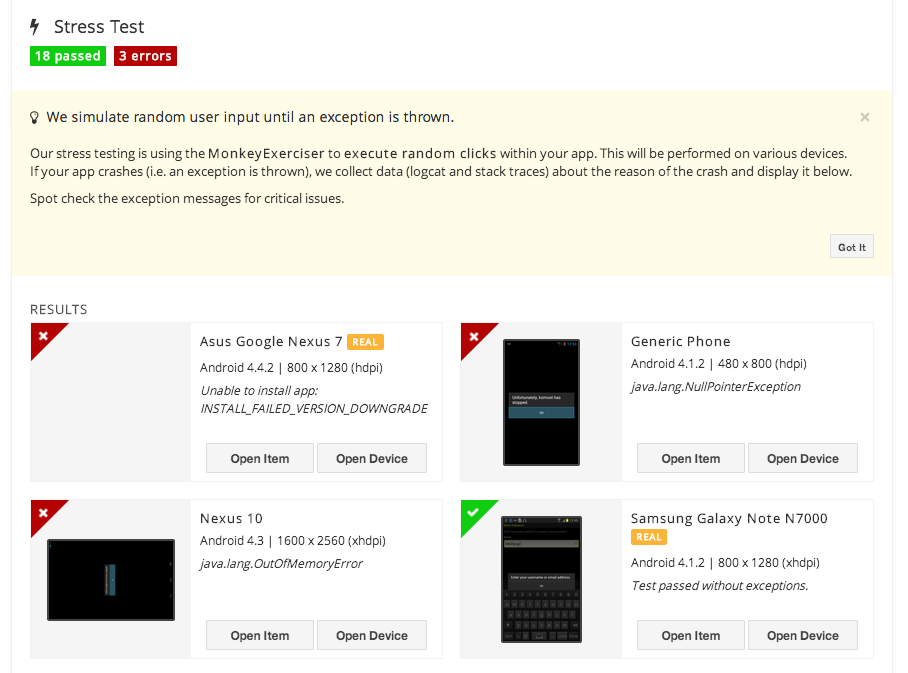 Stress Test
18 passed 3 errors
We simulate random user input until an exception is thrown.
Our stress testing is using the MonkeyExerciser to execute random clicks within your app. This will be performed on various devices.
If your app crashes (i.e. an exception is thrown), we collect data (logcat and stack traces) about the reason of the crash and display it below.
Spot check the exception messages for critical issues.
Got It
RESULTS
Asus Google Nexus 7 REAL
Android 4.4.2 | 800 x 1280 (hdpi)
Unable to install app:
INSTALL_FAILED_VERSION_DOWNGRADE
Open Item Open Device
Unfortunately, komoot has
stopped.
OK
Generic Phone
Android 4.1.2 | 480 x 800 (hdpi)
java.lang.NullPointerException
Open Item Open Device
Nexus 10
Android 4.3 | 1600 x 2560 (xhdpi)
java.lang.OutOfMemoryError
Open Item Open Device
Enter your username or email address.
OK
Samsung Galaxy Note N7000
REAL
Android 4.1.2 | 800 x 1280 (xhdpi)
Test passed without exceptions.
Open Item Open Device